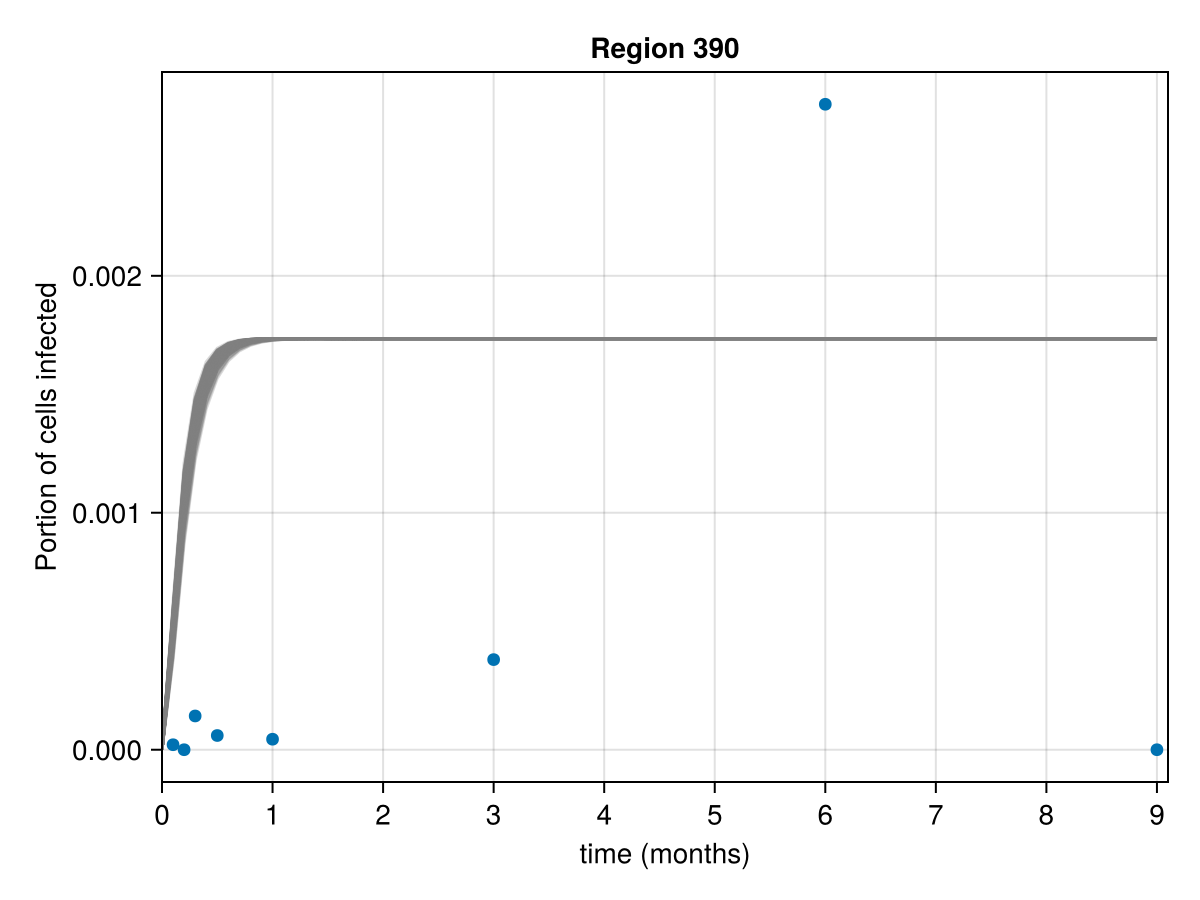 Region 390
Portion of cells infected
0.002
0.001
0.000
0 1 2 3 4 5 6 7 8 9
time (months)